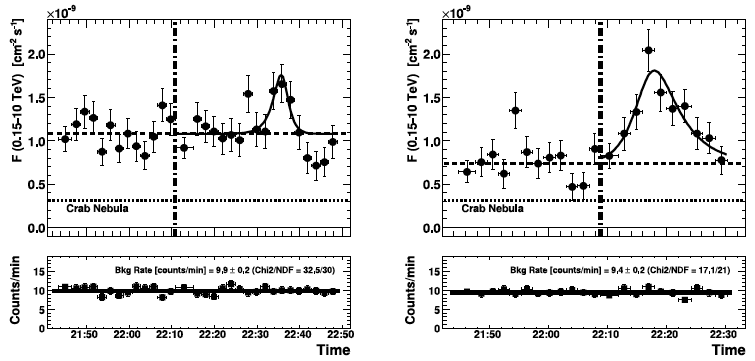 ×10⁻⁹ ×10⁻⁹
F (0.15-10 TeV) [cm⁻² s⁻¹] F (0.15-10 TeV) [cm⁻² s⁻¹]
2.0 2.0
1.5 1.5
1.0 1.0
0.5 0.5
Crab Nebula Crab Nebula
0.0 0.0
Counts/min Counts/min
15 Bkg Rate [counts/min] = 9,9 ± 0,2 (Chi2/NDF = 32,5/30) 15 Bkg Rate [counts/min] = 9,4 ± 0,2 (Chi2/NDF = 17,1/21)
10 10
5 5
0 0
21:50 22:00 22:10 22:20 22:30 22:40 22:50 21:50 22:00 22:10 22:20 22:30
Time Time